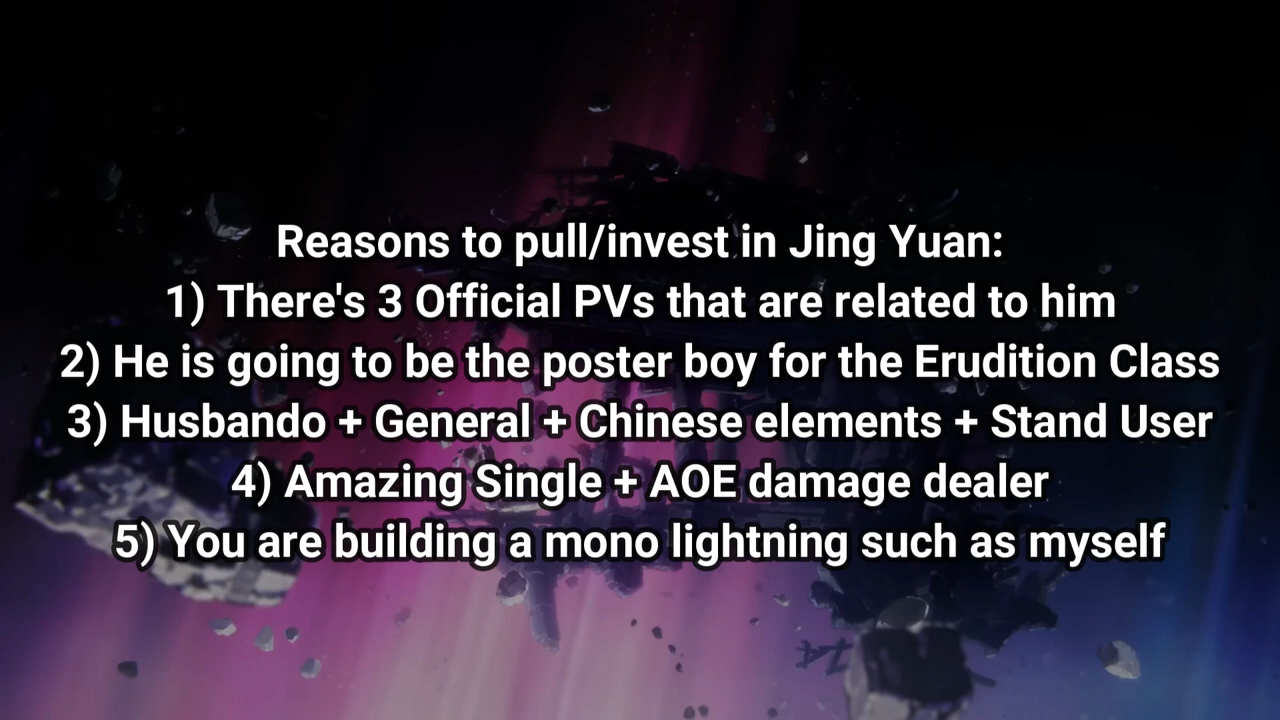 Reasons to pull/invest in Jing Yuan:
1) There's 3 Official PVs that are related to him
2) He is going to be the poster boy for the Erudition Class
3) Husbando + General + Chinese elements + Stand User
4) Amazing Single + AOE damage dealer
5) You are building a mono lightning such as myself